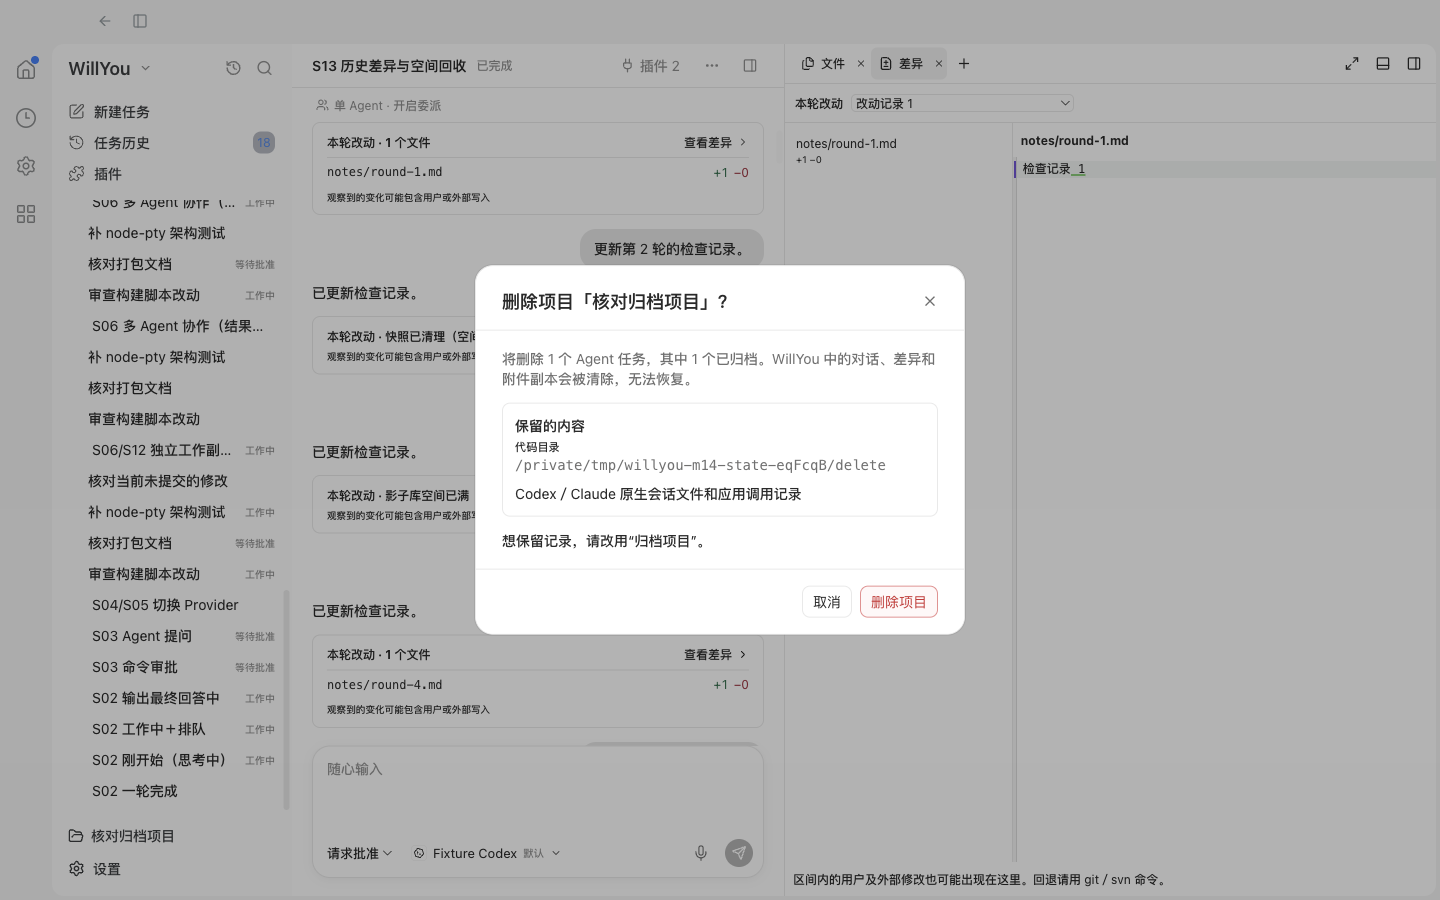 WillYou
新建任务
任务历史
18
插件
S06 多 Agent 协作（...
工作中
补 node-pty 架构测试
核对打包文档
等待批准
审查构建脚本改动
工作中
S06 多 Agent 协作（结果...
补 node-pty 架构测试
核对打包文档
审查构建脚本改动
S06/S12 独立工作副...
工作中
核对当前未提交的修改
补 node-pty 架构测试
工作中
核对打包文档
等待批准
审查构建脚本改动
工作中
S04/S05 切换 Provider
S03 Agent 提问
等待批准
S03 命令审批
等待批准
S02 输出最终回答中
工作中
S02 工作中＋排队
工作中
S02 刚开始（思考中）
工作中
S02 一轮完成
核对归档项目
设置
S13 历史差异与空间回收
已完成
插件 2
单 Agent · 开启委派
本轮改动 · 1 个文件
查看差异
notes/round-1.md
+1 −0
观察到的变化可能包含用户或外部写入
更新第 2 轮的检查记录。
已更新检查记录。
本轮改动 · 快照已清理（空间
观察到的变化可能包含用户或外部写
已更新检查记录。
本轮改动 · 影子库空间已满
观察到的变化可能包含用户或外部写
已更新检查记录。
本轮改动 · 1 个文件
查看差异
notes/round-4.md
+1 −0
观察到的变化可能包含用户或外部写入
随心输入
请求批准
Fixture Codex 默认
文件
差异
本轮改动
改动记录 1
notes/round-1.md
+1 −0
notes/round-1.md
检查记录 1
区间内的用户及外部修改也可能出现在这里。回退请用 git / svn 命令。
删除项目「核对归档项目」？
将删除 1 个 Agent 任务，其中 1 个已归档。WillYou 中的对话、差异和
附件副本会被清除，无法恢复。
保留的内容
代码目录
/private/tmp/willyou-m14-state-eqFcqB/delete
Codex / Claude 原生会话文件和应用调用记录
想保留记录，请改用“归档项目”。
取消
删除项目